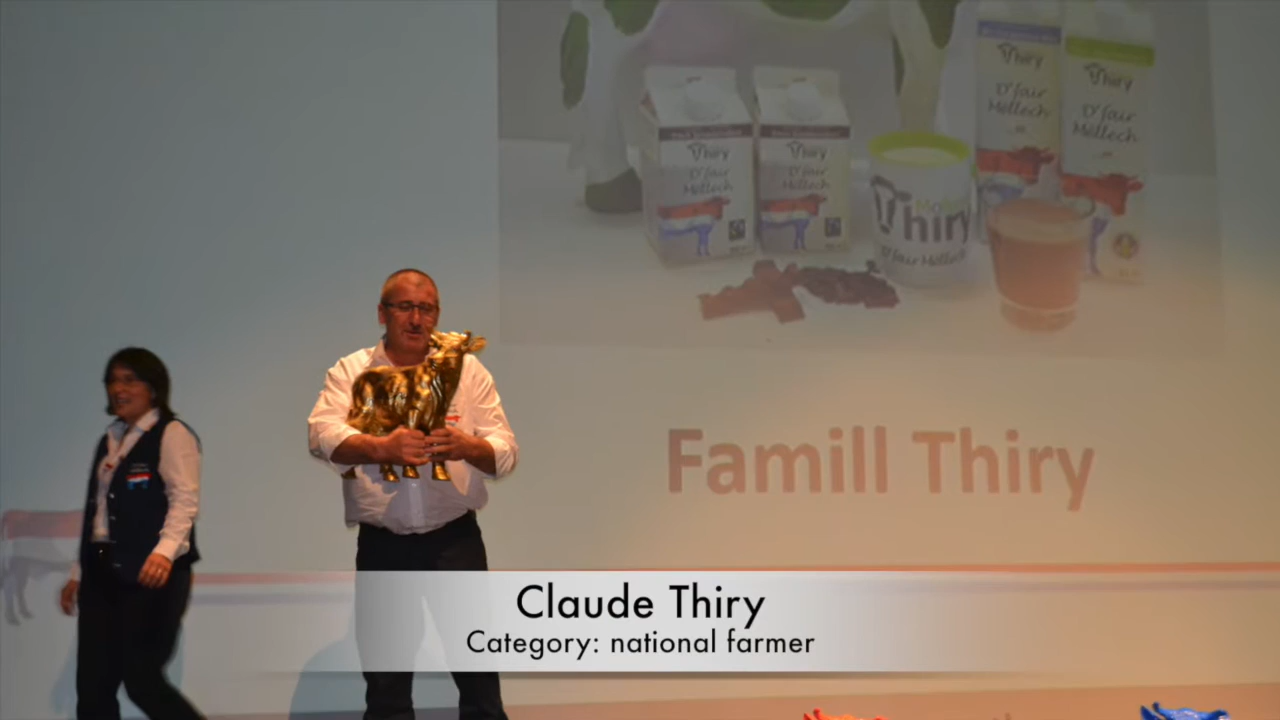 Thiry
D'fair
Mëllech
Thiry
D'fair
Mëllech
Thiry
D'fair
Mëllech
Thiry
D'fair
Mëllech
Thiry
D'fair Mëllech
Famill Thiry
Claude Thiry
Category: national farmer